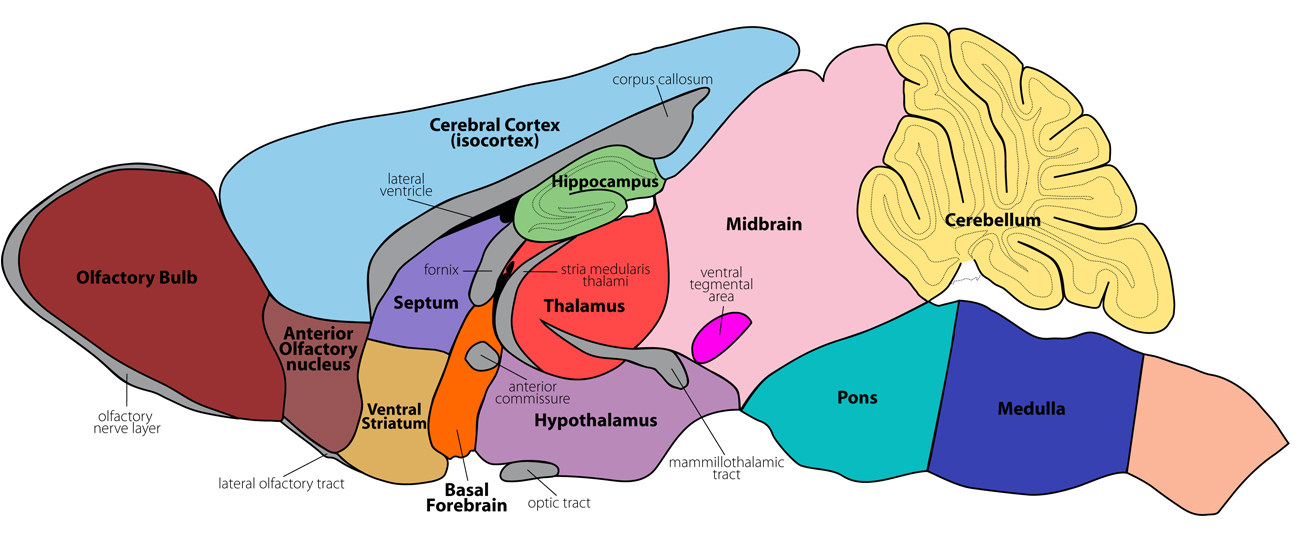 corpus callosum
Cerebral Cortex
(isocortex)
lateral
ventricle
Hippocampus
Midbrain
Cerebellum
Olfactory Bulb
fornix
stria medularis
thalami
ventral
tegmental
area
Septum
Thalamus
Anterior
Olfactory
nucleus
anterior
commissure
Pons
Medulla
Ventral
Striatum
Hypothalamus
olfactory
nerve layer
mammillothalamic
tract
lateral olfactory tract
Basal
Forebrain
optic tract